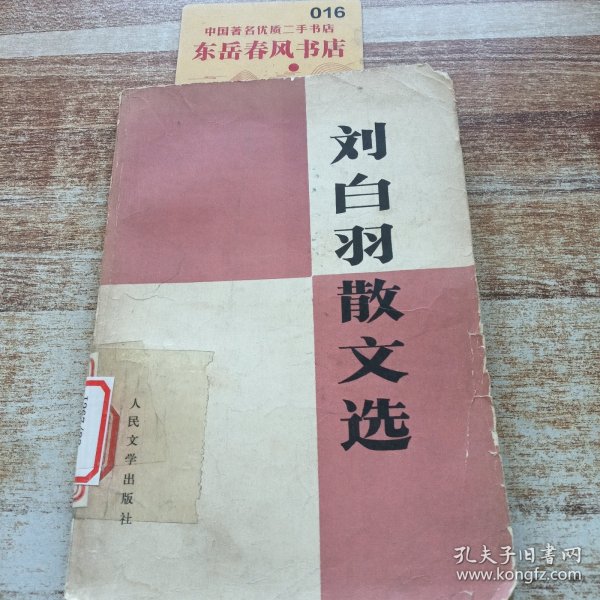 016
中国著名优质二手书店
东岳春风书店
刘白羽散文选
人民文学出版社
孔夫子旧书网
www.kongfz.com